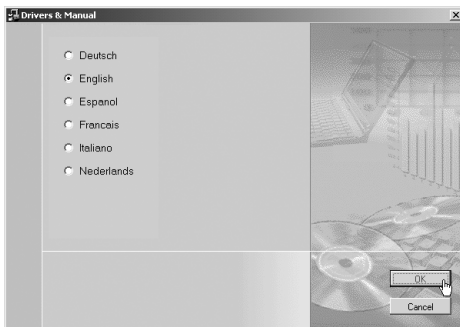 Drivers & Manual
Deutsch
English
Espanol
Francais
Italiano
Nederlands
OK
Cancel